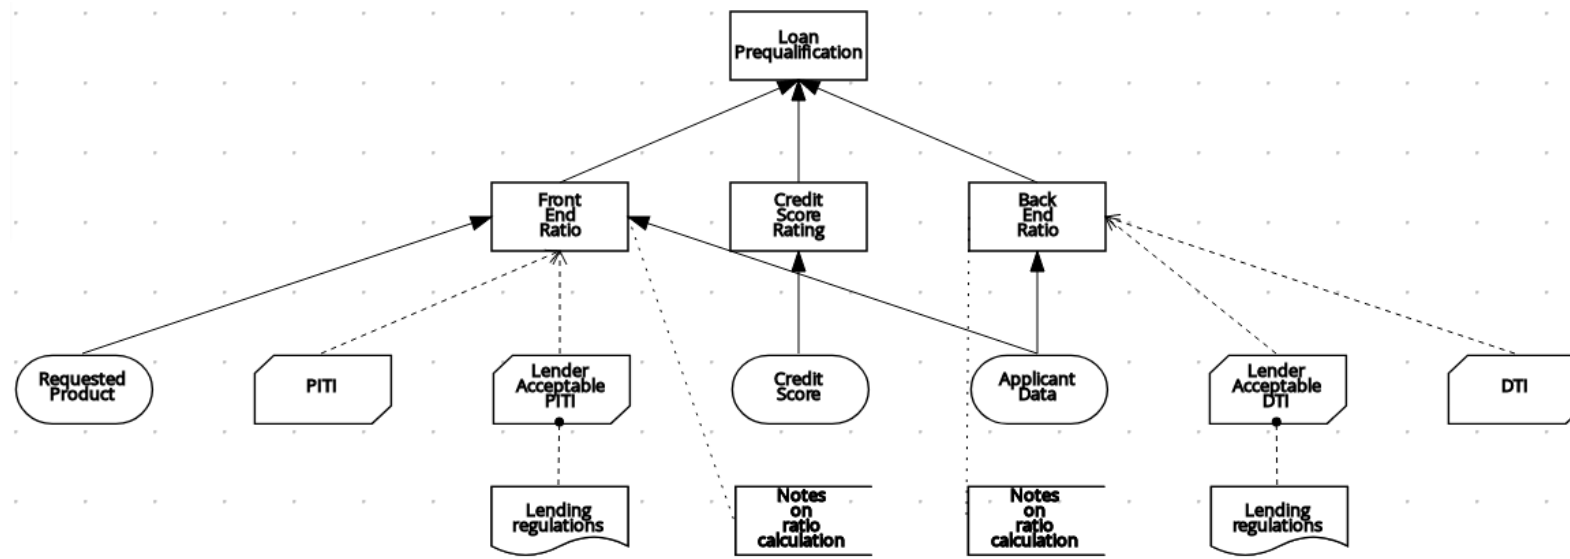 Loan
Prequalification
Front
End
Ratio
Credit
Score
Rating
Back
End
Ratio
Requested
Product
PITI
Lender
Acceptable
PITI
Credit
Score
Applicant
Data
Lender
Acceptable
DTI
DTI
Lending
regulations
Notes
on
ratio
calculation
Notes
on
ratio
calculation
Lending
regulations